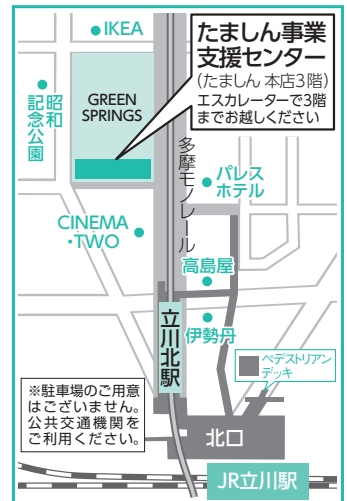 IKEA
たましん事業
支援センター
(たましん 本店3階)
エスカレーターで3階
までお越しください
GREEN
SPRINGS
昭和
記念公園
多摩モノレール
パレス
ホテル
CINEMA
・TWO
高島屋
立川北駅
伊勢丹
ペデストリアン
デッキ
※駐車場のご用意
はございません。
公共交通機関を
ご利用ください。
北口
JR立川駅